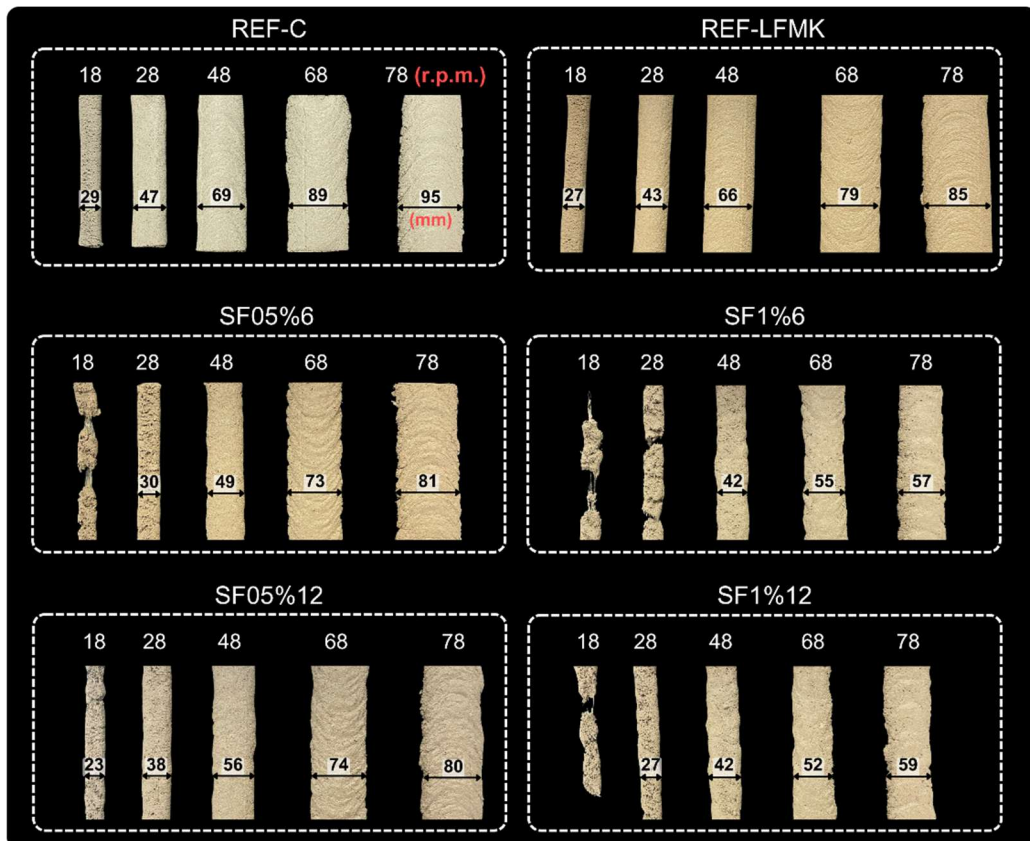 REF-C
18 28 48 68 78 (r.p.m.)
29 47 69 89 95
(mm)
REF-LFMK
18 28 48 68 78
27 43 66 79 85
SF05%6
18 28 48 68 78
30 49 73 81
SF1%6
18 28 48 68 78
42 55 57
SF05%12
18 28 48 68 78
23 38 56 74 80
SF1%12
18 28 48 68 78
27 42 52 59